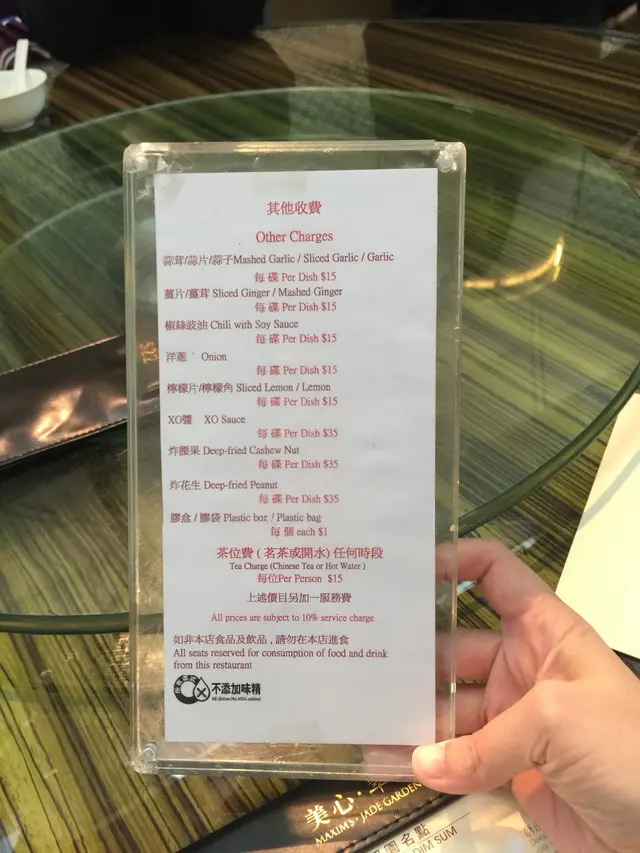 其他收費
Other Charges
蒜茸/蒜片/蒜子Mashed Garlic / Sliced Garlic / Garlic
每 碟 Per Dish $15
薑片/薑茸 Sliced Ginger / Mashed Ginger
每 碟 Per Dish $15
椒絲豉油 Chili with Soy Sauce
每 碟 Per Dish $15
洋蔥 Onion
每 碟 Per Dish $15
檸檬片/檸檬角 Sliced Lemon / Lemon
每 碟 Per Dish $15
XO醬 XO Sauce
每 碟 Per Dish $35
炸腰果 Deep-fried Cashew Nut
每 碟 Per Dish $35
炸花生 Deep-fried Peanut
每 碟 Per Dish $35
膠盒 / 膠袋 Plastic box / Plastic bag
每 個 each $1
茶位費 ( 茗茶或開水) 任何時段
Tea Charge (Chinese Tea or Hot Water )
每位Per Person $15
上述價目另加一服務費
All prices are subject to 10% service charge
如非本店食品及飲品 , 請勿在本店進食
All seats reserved for consumption of food and drink
from this restaurant
不添加味精
All dishes No MSG added
美心·
MAXIM'S · JADE GARDEN
園名點
DIM SUM